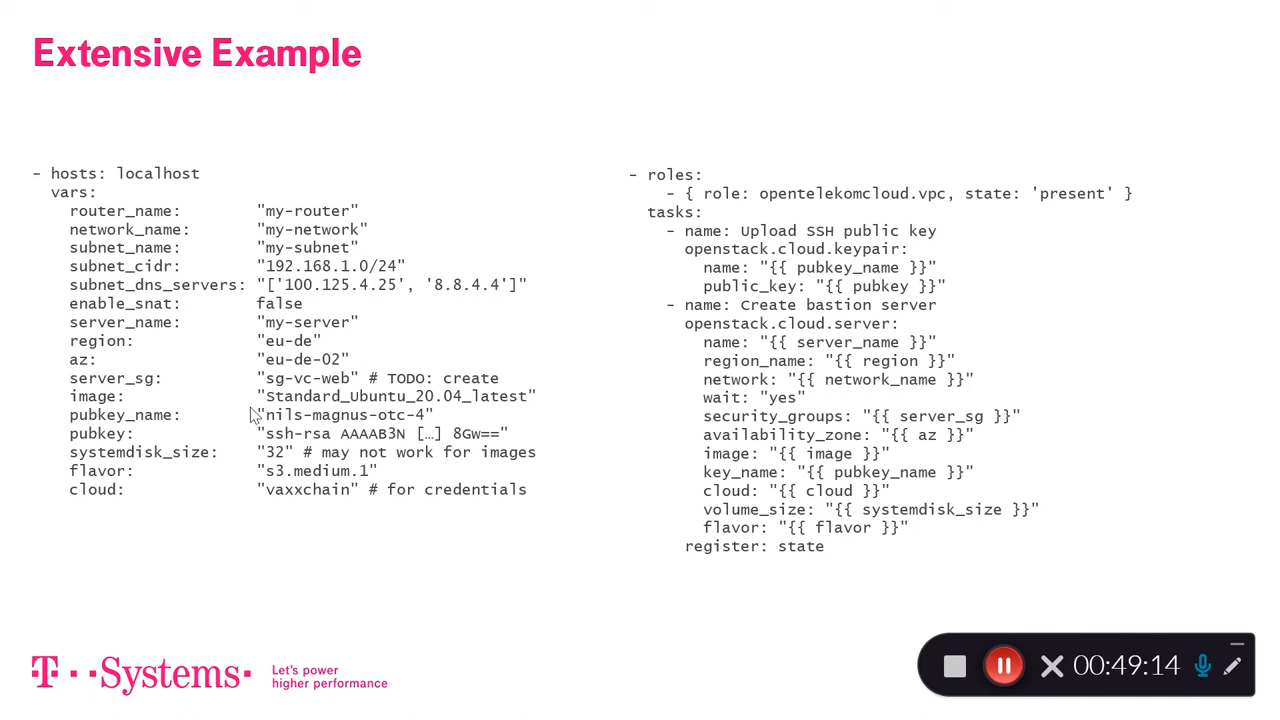 Extensive Example
- hosts: localhost
  vars:
    router_name:        "my-router"
    network_name:       "my-network"
    subnet_name:        "my-subnet"
    subnet_cidr:        "192.168.1.0/24"
    subnet_dns_servers: "['100.125.4.25', '8.8.4.4']"
    enable_snat:        false
    server_name:        "my-server"
    region:             "eu-de"
    az:                 "eu-de-02"
    server_sg:          "sg-vc-web" # TODO: create
    image:              "Standard_Ubuntu_20.04_latest"
    pubkey_name:        "nils-magnus-otc-4"
    pubkey:             "ssh-rsa AAAAB3N […] 8Gw=="
    systemdisk_size:    "32" # may not work for images
    flavor:             "s3.medium.1"
    cloud:              "vaxxchain" # for credentials
- roles:
    - { role: opentelekomcloud.vpc, state: 'present' }
  tasks:
    - name: Upload SSH public key
      openstack.cloud.keypair:
        name: "{{ pubkey_name }}"
        public_key: "{{ pubkey }}"
    - name: Create bastion server
      openstack.cloud.server:
        name: "{{ server_name }}"
        region_name: "{{ region }}"
        network: "{{ network_name }}"
        wait: "yes"
        security_groups: "{{ server_sg }}"
        availability_zone: "{{ az }}"
        image: "{{ image }}"
        key_name: "{{ pubkey_name }}"
        cloud: "{{ cloud }}"
        volume_size: "{{ systemdisk_size }}"
        flavor: "{{ flavor }}"
      register: state
T··Systems·
Let's power
higher performance
00:49:14